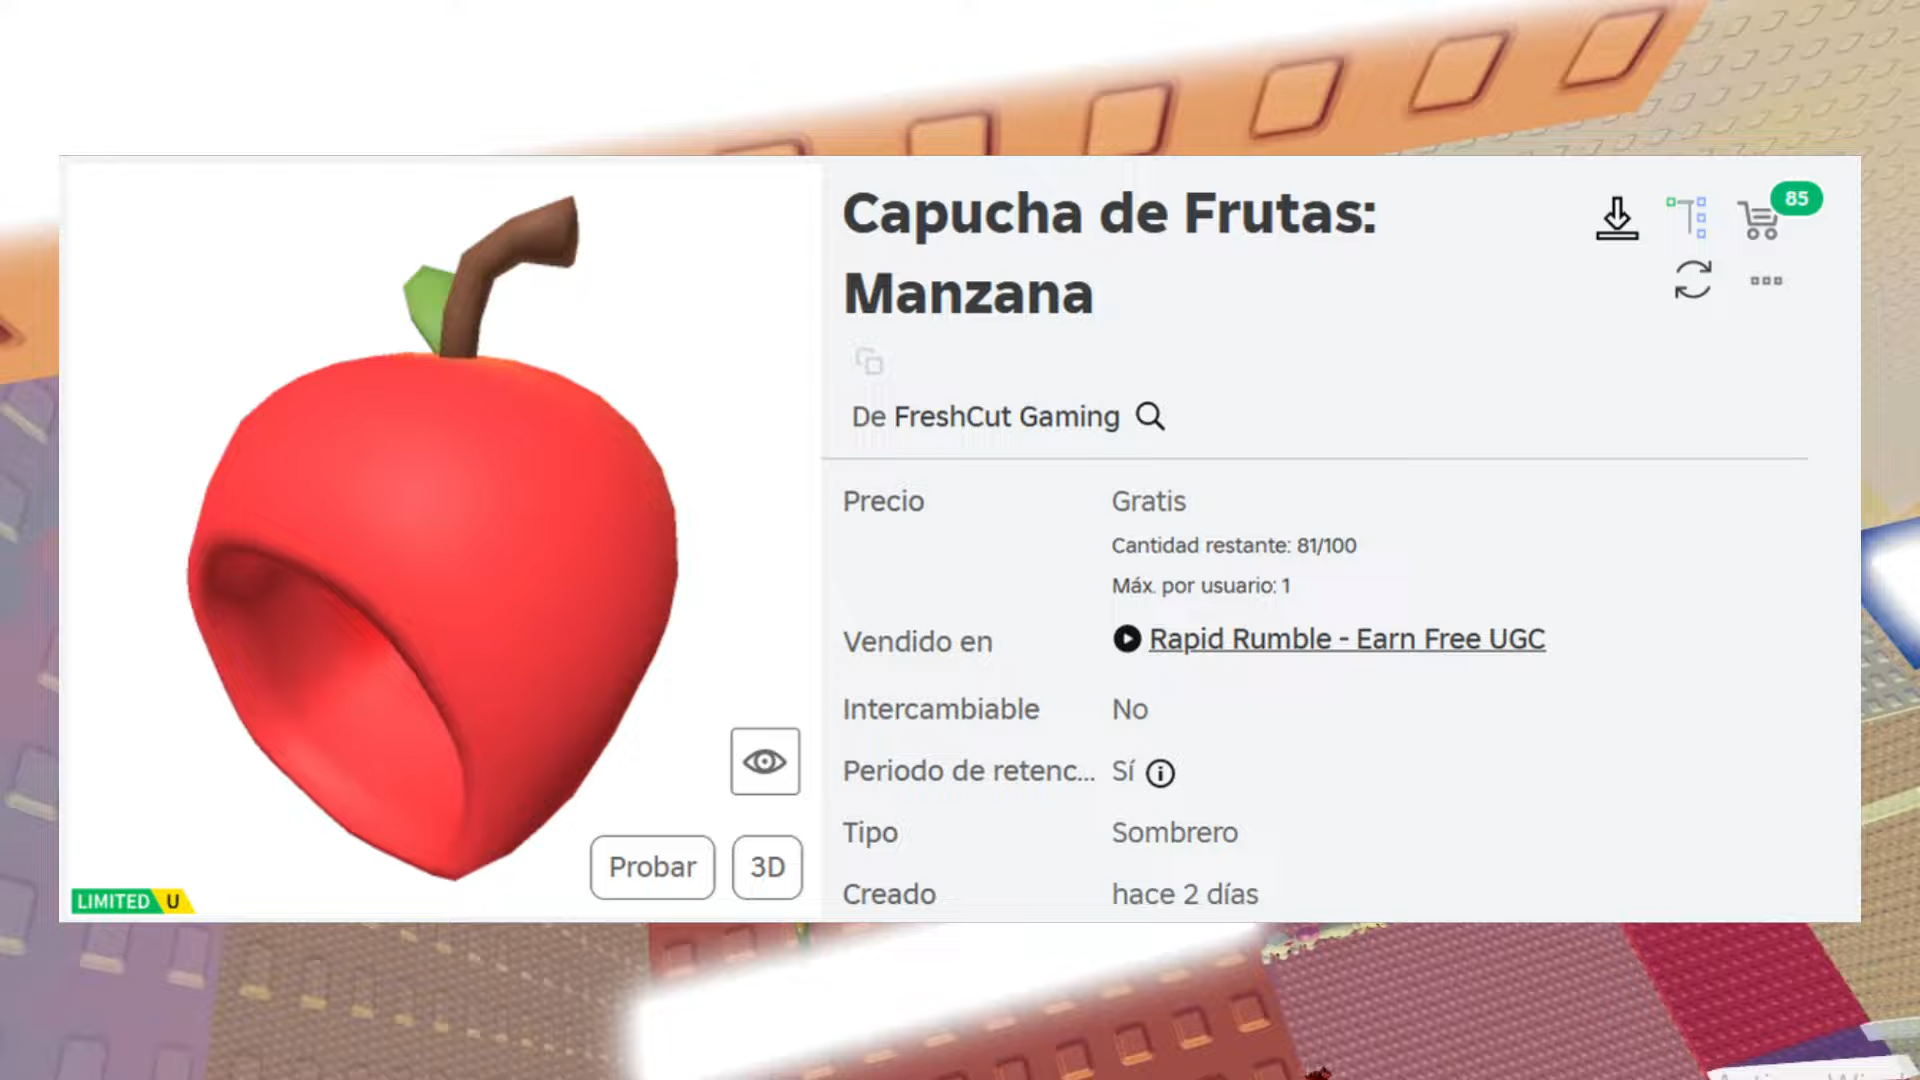 Capucha de Frutas:
Manzana
85
De FreshCut Gaming
Precio Gratis
Cantidad restante: 81/100
Máx. por usuario: 1
Vendido en Rapid Rumble - Earn Free UGC
Intercambiable No
Periodo de retenc... Sí
Tipo Sombrero
Creado hace 2 días
Probar 3D
LIMITED U